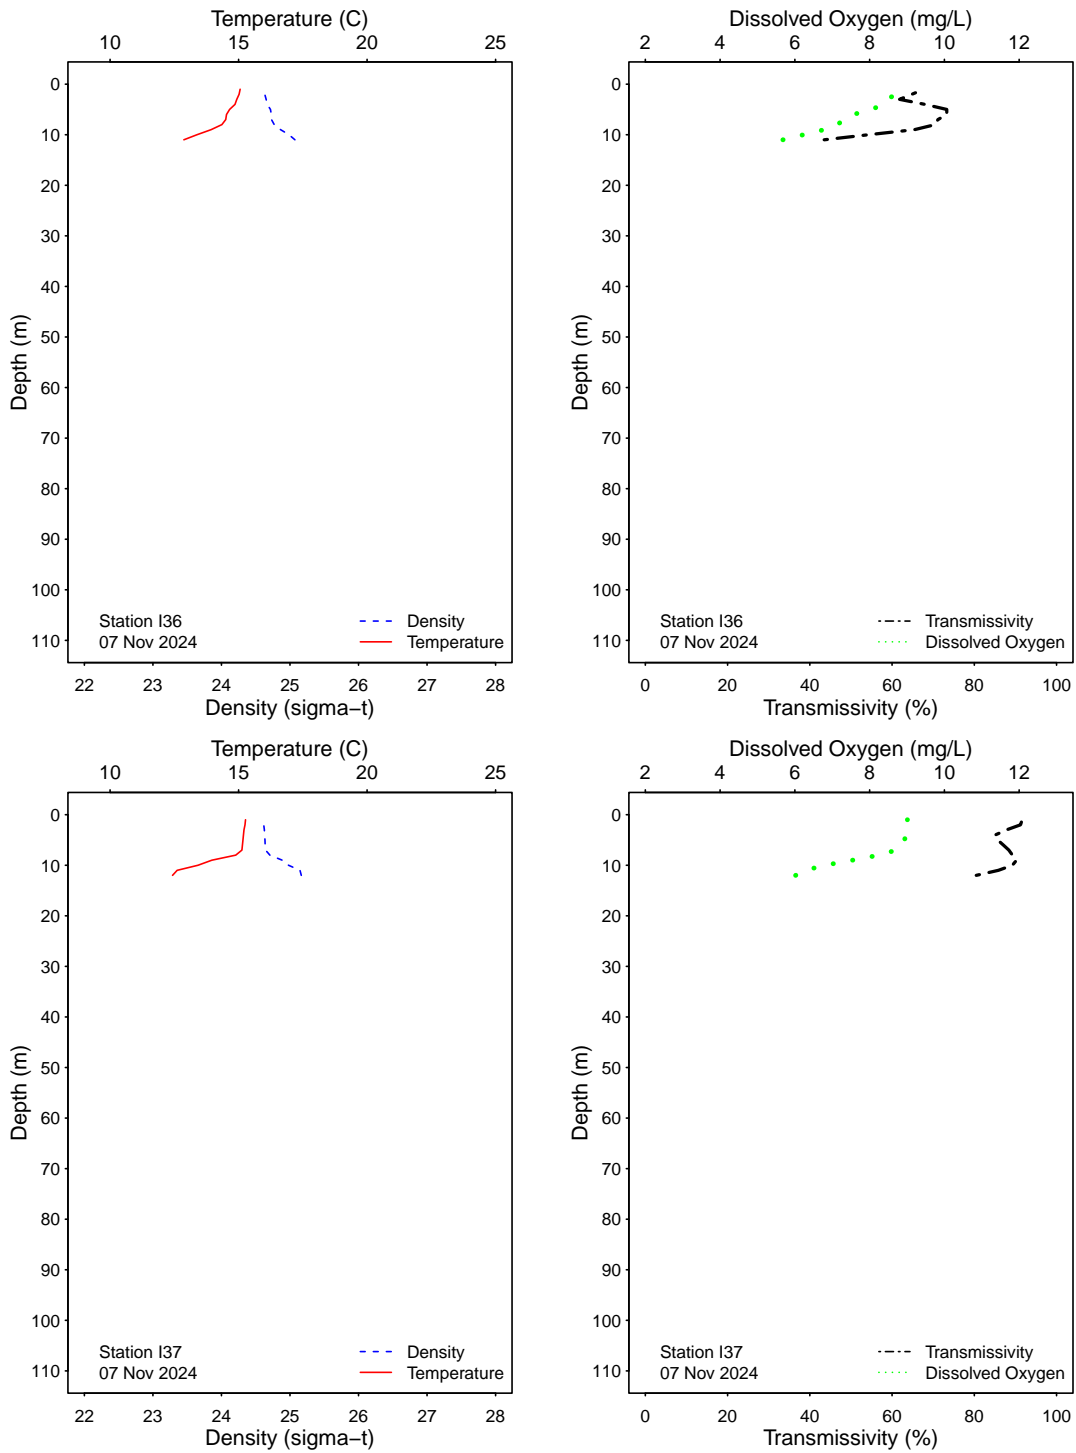 Temperature (C)
10 15 20 25
0
10
20
30
40
50
60
70
80
90
100
110
Depth (m)
Station I36
07 Nov 2024
Density
Temperature
22 23 24 25 26 27 28
Density (sigma−t)
Dissolved Oxygen (mg/L)
2 4 6 8 10 12
0
10
20
30
40
50
60
70
80
90
100
110
Depth (m)
Station I36
07 Nov 2024
Transmissivity
Dissolved Oxygen
0 20 40 60 80 100
Transmissivity (%)
Temperature (C)
10 15 20 25
0
10
20
30
40
50
60
70
80
90
100
110
Depth (m)
Station I37
07 Nov 2024
Density
Temperature
22 23 24 25 26 27 28
Density (sigma−t)
Dissolved Oxygen (mg/L)
2 4 6 8 10 12
0
10
20
30
40
50
60
70
80
90
100
110
Depth (m)
Station I37
07 Nov 2024
Transmissivity
Dissolved Oxygen
0 20 40 60 80 100
Transmissivity (%)